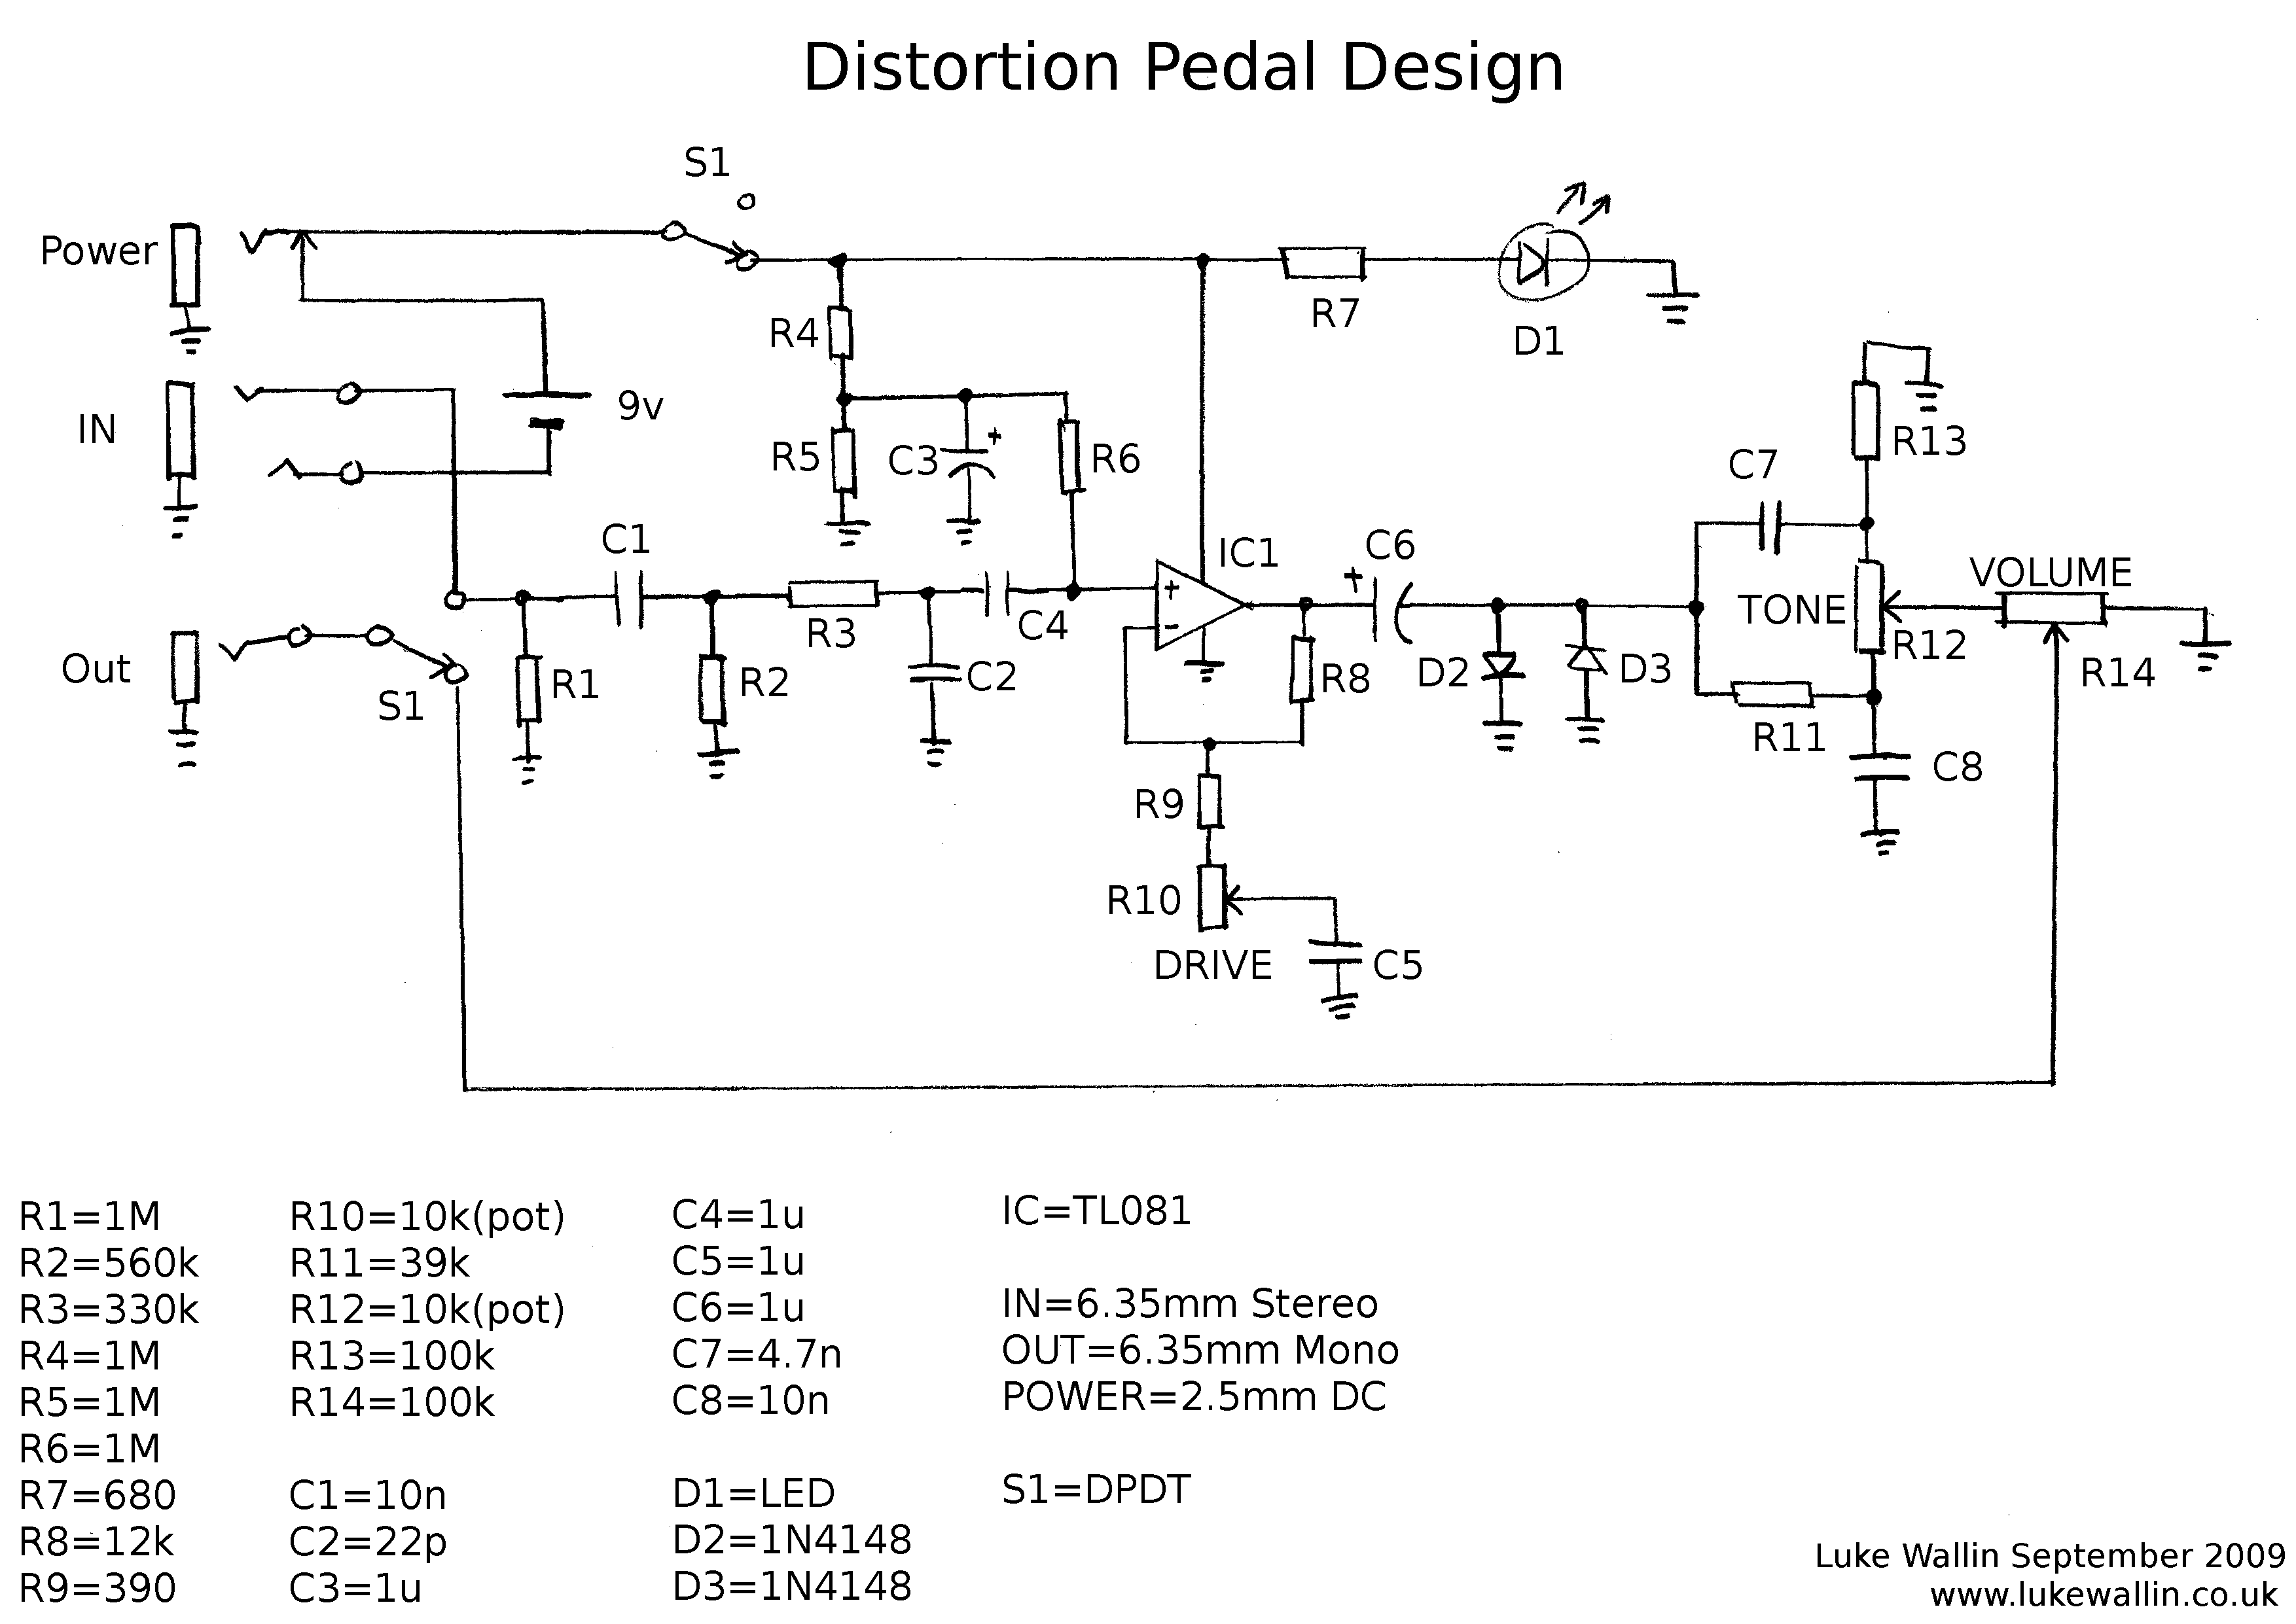 Distortion Pedal Design
S1
Power
R7
D1
R4
IN
9v
R5
C3
+
R6
R13
C7
C1
IC1
C6
+
VOLUME
+
-
TONE
R3
C4
R12
Out
R1
R2
C2
R8
D2
D3
R14
S1
R11
C8
R9
R10
DRIVE
C5
R1=1M
R2=560k
R3=330k
R4=1M
R5=1M
R6=1M
R7=680
R8=12k
R9=390
R10=10k(pot)
R11=39k
R12=10k(pot)
R13=100k
R14=100k
C1=10n
C2=22p
C3=1u
C4=1u
C5=1u
C6=1u
C7=4.7n
C8=10n
D1=LED
D2=1N4148
D3=1N4148
IC=TL081
IN=6.35mm Stereo
OUT=6.35mm Mono
POWER=2.5mm DC
S1=DPDT
Luke Wallin September 2009
www.lukewallin.co.uk